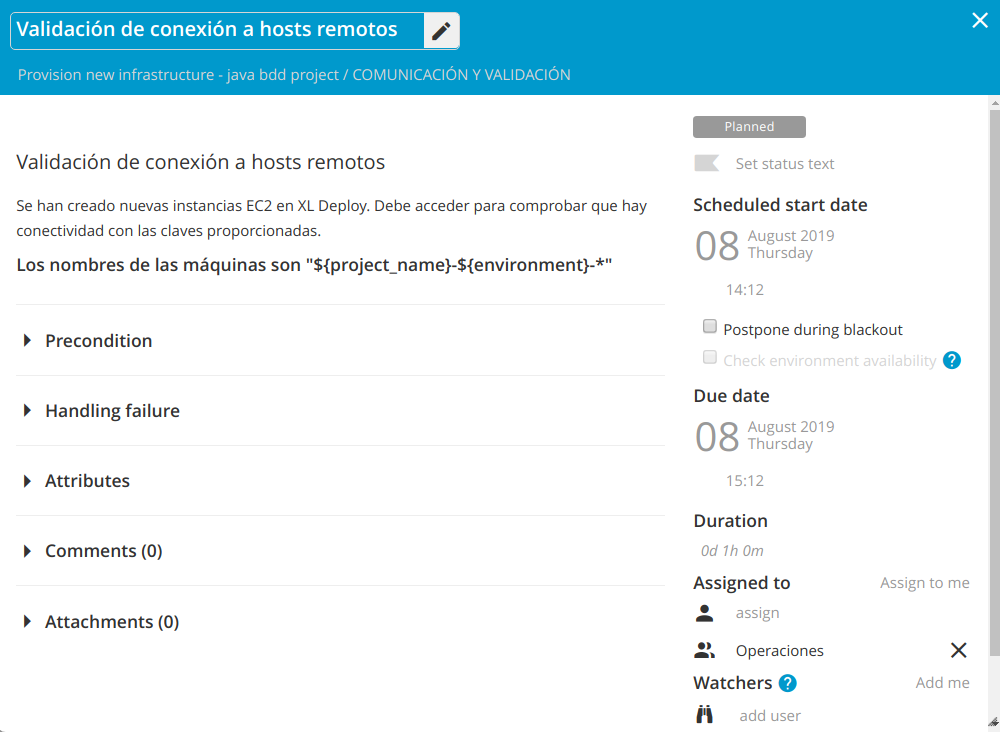 Validación de conexión a hosts remotos
Provision new infrastructure - java bdd project / COMUNICACIÓN Y VALIDACIÓN
Validación de conexión a hosts remotos
Se han creado nuevas instancias EC2 en XL Deploy. Debe acceder para comprobar que hay
conectividad con las claves proporcionadas.
Los nombres de las máquinas son "${project_name}-${environment}-*"
Precondition
Handling failure
Attributes
Comments (0)
Attachments (0)
Planned
Set status text
Scheduled start date
08 August 2019
Thursday
14:12
Postpone during blackout
Check environment availability ?
Due date
08 August 2019
Thursday
15:12
Duration
0d 1h 0m
Assigned to Assign to me
assign
Operaciones
Watchers ? Add me
add user